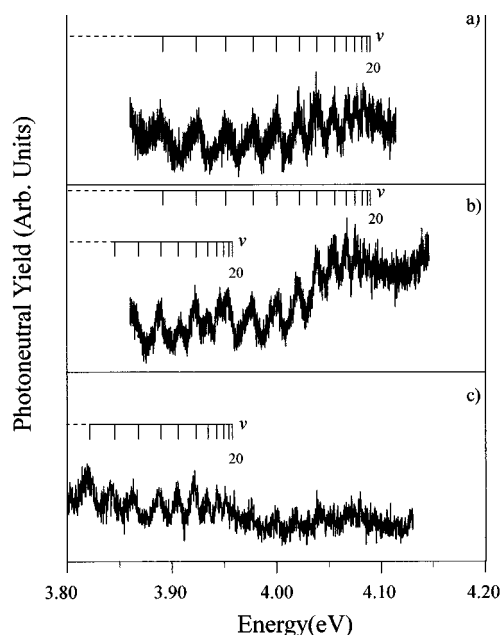 a)
ν
20
ν
b)
20
ν
20
c)
ν
20
Photoneutral Yield (Arb. Units)
3.80 3.90 4.00 4.10 4.20
Energy(eV)